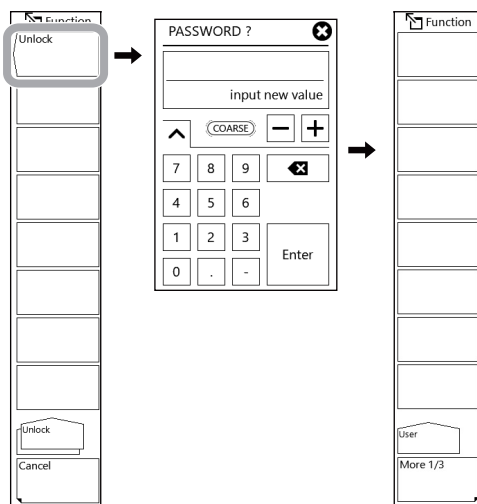 Function
Unlock
Unlock
Cancel
PASSWORD ?
input new value
COARSE
7 8 9
4 5 6
1 2 3
Enter
0 . -
Function
User
More 1/3